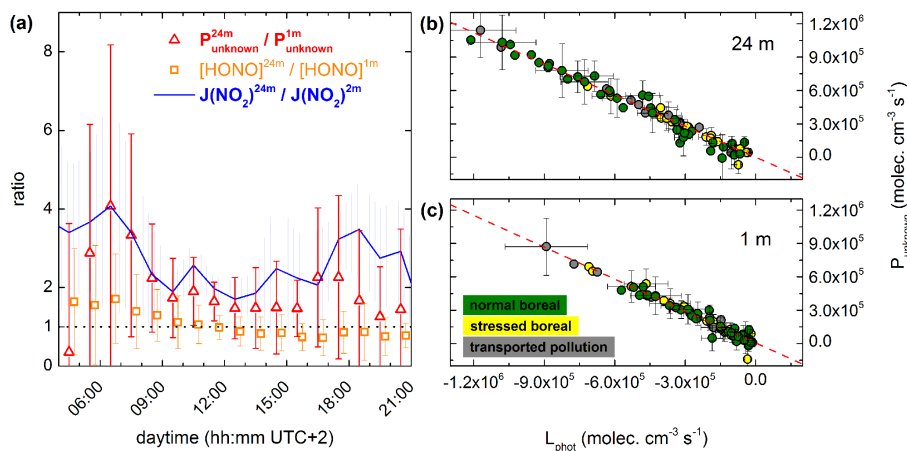 (a)
P^24m_unknown / P^1m_unknown
[HONO]^24m / [HONO]^1m
J(NO2)^24m / J(NO2)^2m
8
6
4
2
0
ratio
06:00
09:00
12:00
15:00
18:00
21:00
daytime (hh:mm UTC+2)
(b)
24 m
1.2x10^6
9.0x10^5
6.0x10^5
3.0x10^5
0.0
(c)
1 m
1.2x10^6
9.0x10^5
6.0x10^5
3.0x10^5
0.0
P_unknown (molec. cm^-3 s^-1)
normal boreal
stressed boreal
transported pollution
-1.2x10^6
-9.0x10^5
-6.0x10^5
-3.0x10^5
0.0
L_phot (molec. cm^-3 s^-1)